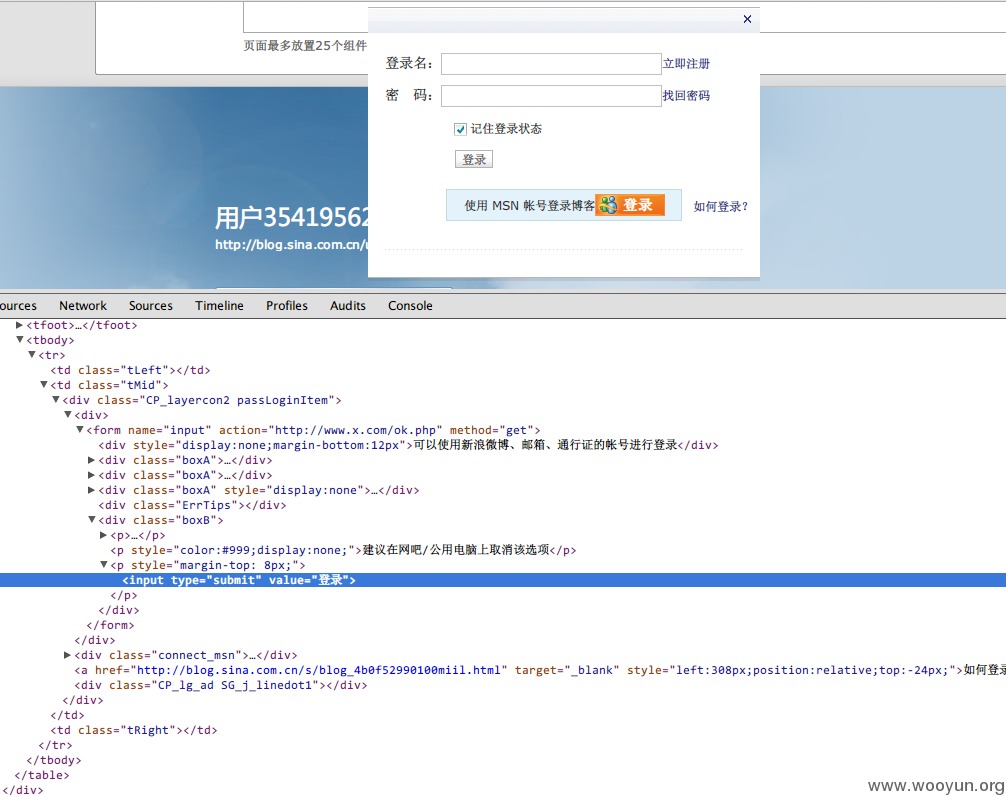 ×
页面最多放置25个组件
登录名： 立即注册
密 码： 找回密码
记住登录状态
登录
使用 MSN 帐号登录博客 登录 如何登录?
用户35419562
http://blog.sina.com.cn/u
ources Network Sources Timeline Profiles Audits Console
▶<tfoot>…</tfoot>
▼<tbody>
▼<tr>
<td class="tLeft"></td>
▼<td class="tMid">
▼<div class="CP_layercon2 passLoginItem">
▼<div>
▼<form name="input" action="http://www.x.com/ok.php" method="get">
<div style="display:none;margin-bottom:12px">可以使用新浪微博、邮箱、通行证的帐号进行登录</div>
▶<div class="boxA">…</div>
▶<div class="boxA">…</div>
▶<div class="boxA" style="display:none">…</div>
<div class="ErrTips"></div>
▼<div class="boxB">
▶<p>…</p>
<p style="color:#999;display:none;">建议在网吧/公用电脑上取消该选项</p>
▼<p style="margin-top: 8px;">
<input type="submit" value="登录">
</p>
</div>
</form>
</div>
▶<div class="connect_msn">…</div>
<a href="http://blog.sina.com.cn/s/blog_4b0f52990100miil.html" target="_blank" style="left:308px;position:relative;top:-24px;">如何登录
<div class="CP_lg_ad SG_j_linedot1"></div>
</div>
</td>
<td class="tRight"></td>
</tr>
</tbody>
</table>
</div>
www.wooyun.org